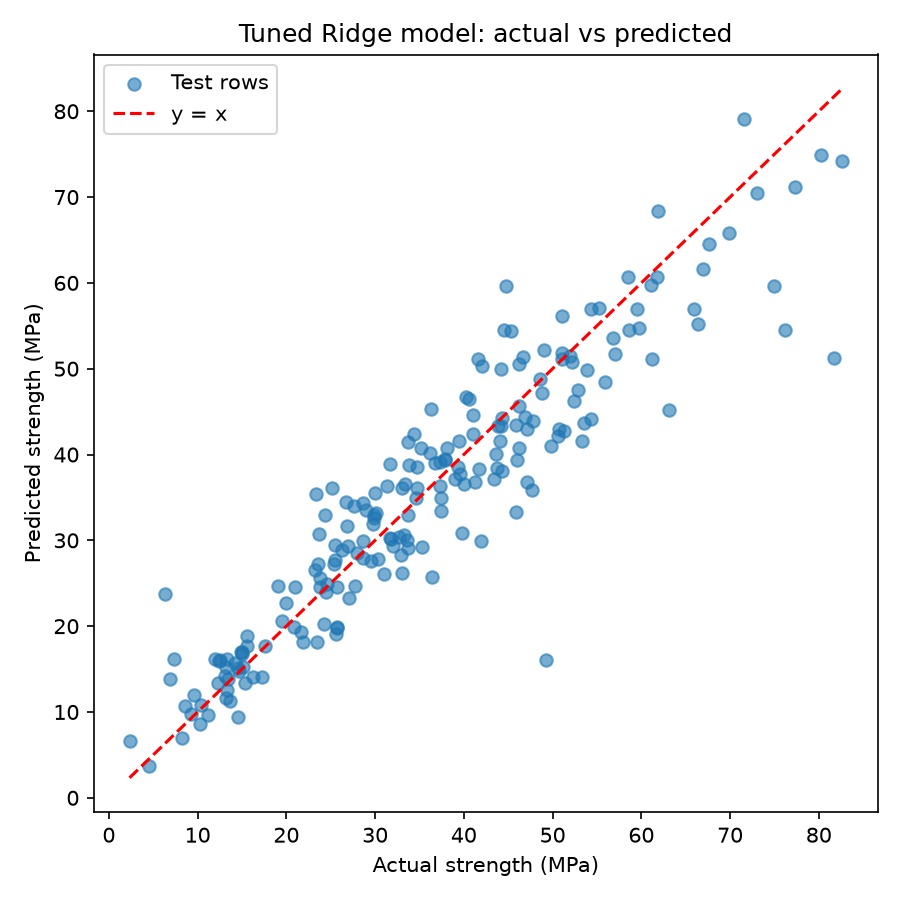 Tuned Ridge model: actual vs predicted
Test rows
y = x
80
70
60
50
40
30
20
10
0
Predicted strength (MPa)
0 10 20 30 40 50 60 70 80
Actual strength (MPa)